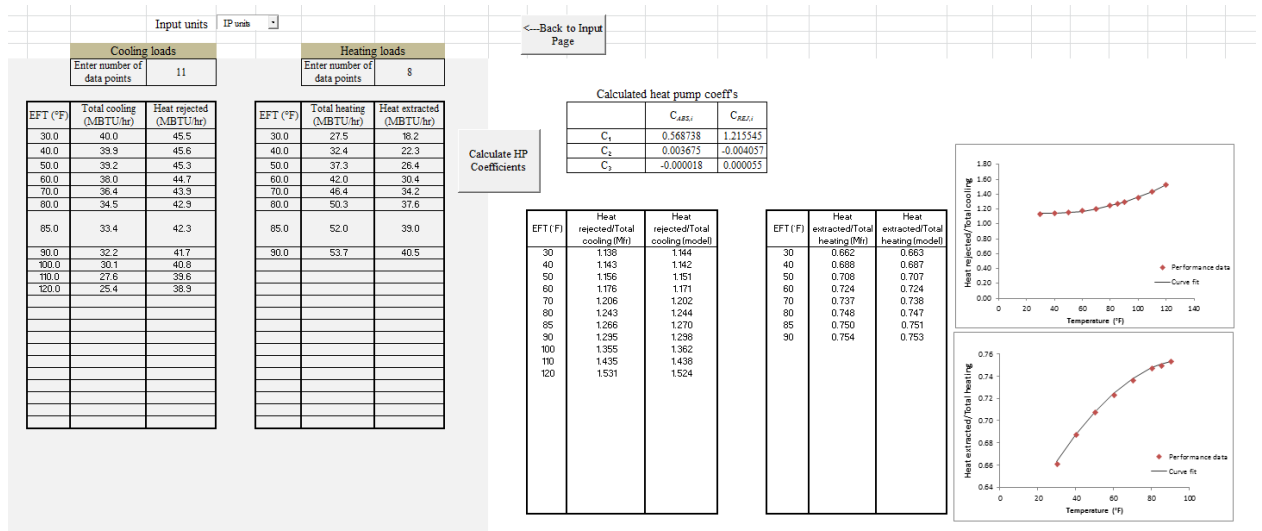 Input units IP units
<---Back to Input
Page
Cooling loads
Heating loads
Enter number of
data points 11
Enter number of
data points 8
EFT (°F) Total cooling (MBTU/hr) Heat rejected (MBTU/hr)
30.0 40.0 45.5
40.0 39.9 45.6
50.0 39.2 45.3
60.0 38.0 44.7
70.0 36.4 43.9
80.0 34.5 42.9
85.0 33.4 42.3
90.0 32.2 41.7
100.0 30.1 40.8
110.0 27.6 39.6
120.0 25.4 38.9
EFT (°F) Total heating (MBTU/hr) Heat extracted (MBTU/hr)
30.0 27.5 18.2
40.0 32.4 22.3
50.0 37.3 26.4
60.0 42.0 30.4
70.0 46.4 34.2
80.0 50.3 37.6
85.0 52.0 39.0
90.0 53.7 40.5
Calculate HP
Coefficients
Calculated heat pump coeff's
C_ABS,i C_REJ,i
C₁ 0.568738 1.215545
C₂ 0.003675 -0.004057
C₃ -0.000018 0.000055
EFT (°F) Heat rejected/Total cooling (Mfr) Heat rejected/Total cooling (model)
30 1.138 1.144
40 1.143 1.142
50 1.156 1.151
60 1.176 1.171
70 1.206 1.202
80 1.243 1.244
85 1.266 1.270
90 1.295 1.298
100 1.355 1.362
110 1.435 1.438
120 1.531 1.524
EFT (°F) Heat extracted/Total heating (Mfr) Heat extracted/Total heating (model)
30 0.662 0.663
40 0.688 0.687
50 0.708 0.707
60 0.724 0.724
70 0.737 0.738
80 0.748 0.747
85 0.750 0.751
90 0.754 0.753
Heat rejected/Total cooling
1.80
1.60
1.40
1.20
1.00
0.80
0.60
0.40
0.20
0.00
0 20 40 60 80 100 120 140
Temperature (°F)
Performance data
Curve fit
Heat extracted/Total heating
0.76
0.74
0.72
0.70
0.68
0.66
0.64
0 20 40 60 80 100
Temperature (°F)
Performance data
Curve fit